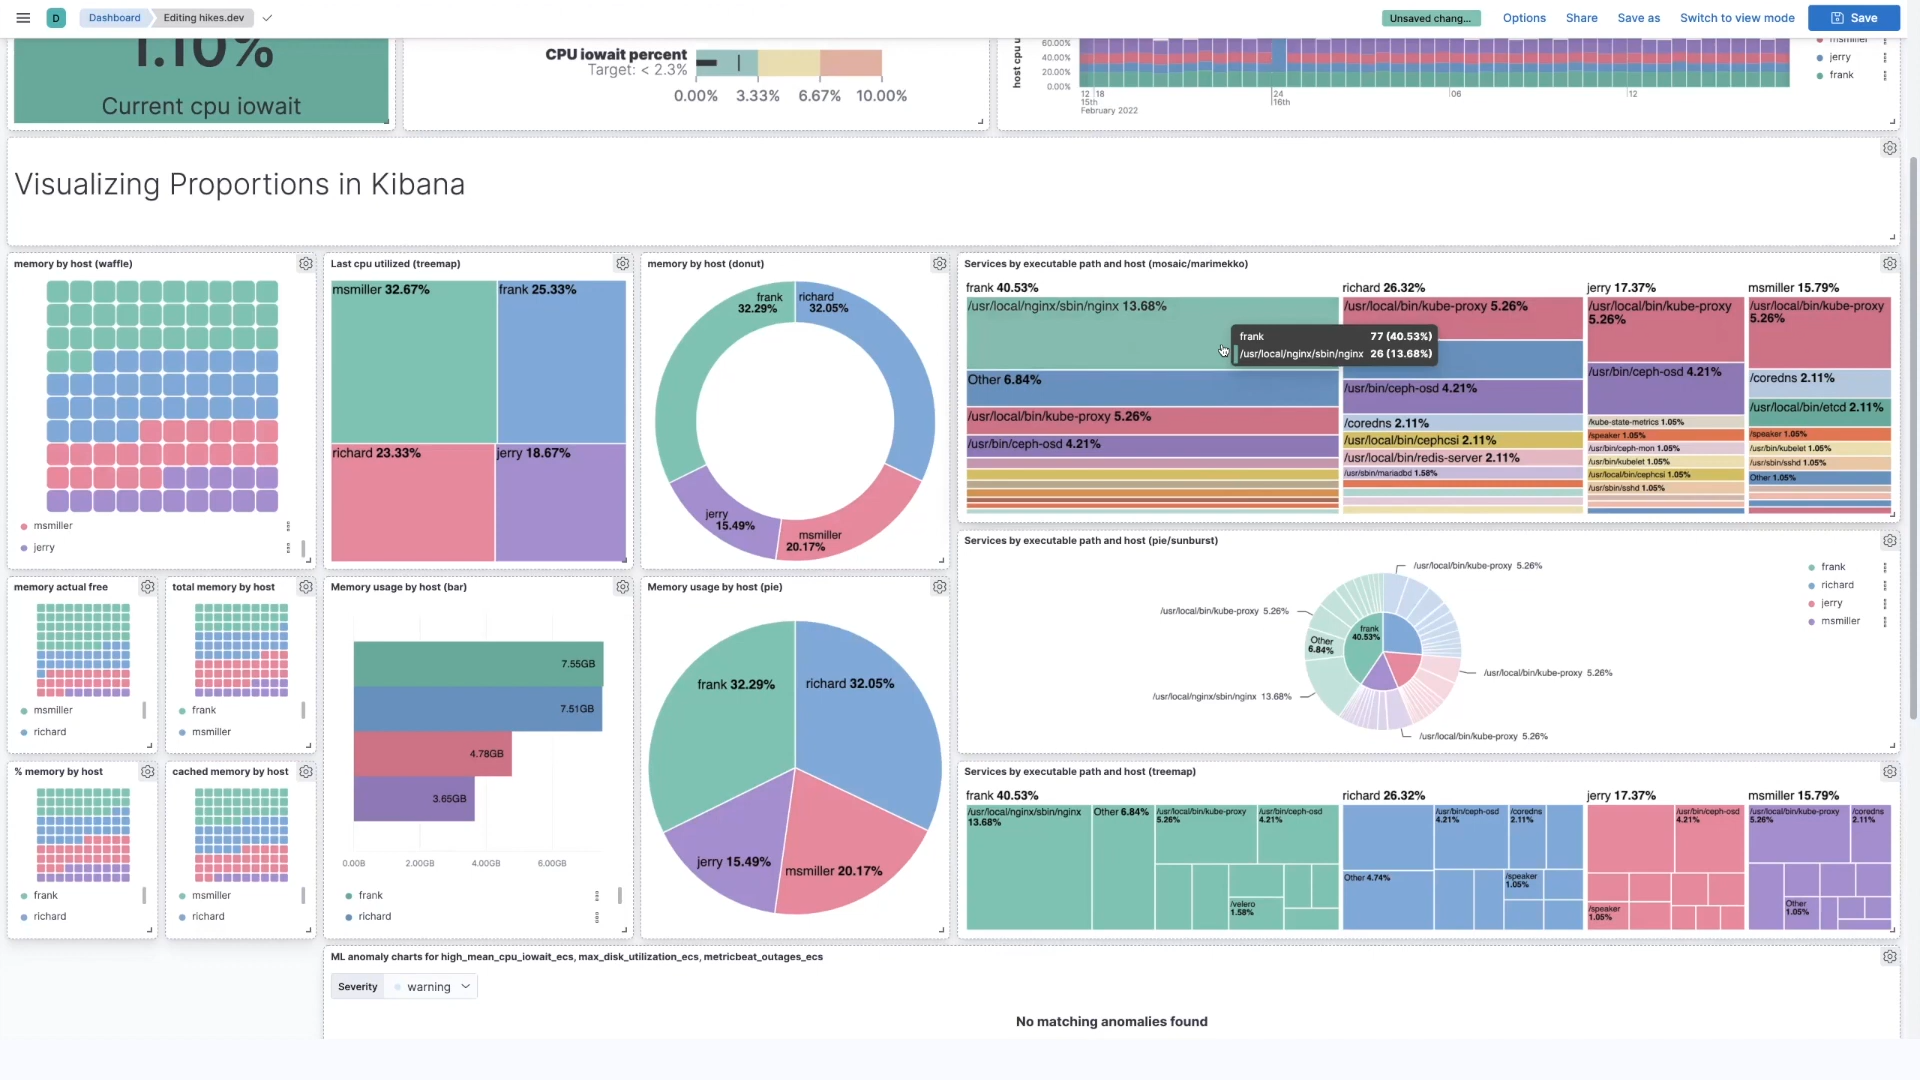 D
Dashboard
Editing hikes.dev
Unsaved chang...
Options
Share
Save as
Switch to view mode
Save
1.10%
Current cpu iowait
CPU iowait percent
Target: < 2.3%
0.00%
3.33%
6.67%
10.00%
host cpu u
60.00%
40.00%
20.00%
0.00%
12
18
24
06
12
15th
16th
February 2022
msmiller
jerry
frank
Visualizing Proportions in Kibana
memory by host (waffle)
msmiller
jerry
Last cpu utilized (treemap)
msmiller 32.67%
frank 25.33%
richard 23.33%
jerry 18.67%
memory by host (donut)
frank
32.29%
richard
32.05%
jerry
15.49%
msmiller
20.17%
Services by executable path and host (mosaic/marimekko)
frank 40.53%
/usr/local/nginx/sbin/nginx 13.68%
Other 6.84%
/usr/local/bin/kube-proxy 5.26%
/usr/bin/ceph-osd 4.21%
frank 77 (40.53%)
/usr/local/nginx/sbin/nginx 26 (13.68%)
richard 26.32%
/usr/local/bin/kube-proxy 5.26%
/usr/bin/ceph-osd 4.21%
/coredns 2.11%
/usr/local/bin/cephcsi 2.11%
/usr/local/bin/redis-server 2.11%
/usr/sbin/mariadbd 1.58%
jerry 17.37%
/usr/local/bin/kube-proxy
5.26%
/usr/bin/ceph-osd 4.21%
/kube-state-metrics 1.05%
/speaker 1.05%
/usr/bin/ceph-mon 1.05%
/usr/bin/kubelet 1.05%
/usr/local/bin/cephcsi 1.05%
/usr/sbin/sshd 1.05%
msmiller 15.79%
/usr/local/bin/kube-proxy
5.26%
/coredns 2.11%
/usr/local/bin/etcd 2.11%
/speaker 1.05%
/usr/bin/kubelet 1.05%
/usr/sbin/sshd 1.05%
Other 1.05%
Services by executable path and host (pie/sunburst)
/usr/local/bin/kube-proxy 5.26%
/usr/local/bin/kube-proxy 5.26%
frank
40.53%
Other
6.84%
/usr/local/bin/kube-proxy 5.26%
/usr/local/nginx/sbin/nginx 13.68%
/usr/local/bin/kube-proxy 5.26%
frank
richard
jerry
msmiller
memory actual free
msmiller
richard
total memory by host
frank
msmiller
Memory usage by host (bar)
7.55GB
7.51GB
4.78GB
3.65GB
0.00B
2.00GB
4.00GB
6.00GB
frank
richard
Memory usage by host (pie)
frank 32.29%
richard 32.05%
jerry 15.49%
msmiller 20.17%
% memory by host
frank
richard
cached memory by host
msmiller
richard
Services by executable path and host (treemap)
frank 40.53%
/usr/local/nginx/sbin/nginx
13.68%
Other 6.84%
/usr/local/bin/kube-proxy
5.26%
/usr/bin/ceph-osd
4.21%
/velero
1.58%
richard 26.32%
/usr/bin/ceph-osd
4.21%
/coredns
2.11%
Other 4.74%
/speaker
1.05%
jerry 17.37%
/usr/bin/ceph-osd
4.21%
/speaker
1.05%
msmiller 15.79%
/usr/local/bin/kube-proxy
5.26%
/coredns
2.11%
Other
1.05%
ML anomaly charts for high_mean_cpu_iowait_ecs, max_disk_utilization_ecs, metricbeat_outages_ecs
Severity
warning
No matching anomalies found